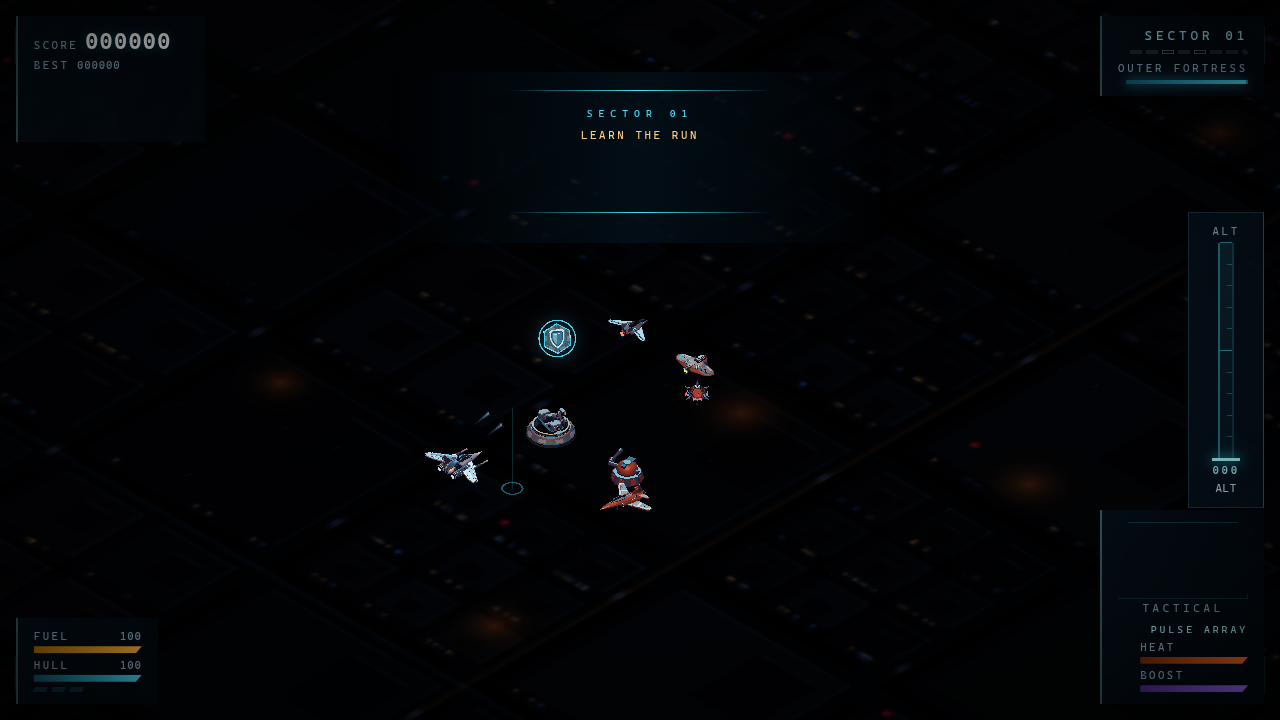 SCORE 000000
BEST 000000
SECTOR 01
OUTER FORTRESS
SECTOR 01
LEARN THE RUN
ALT
000
ALT
FUEL 100
HULL 100
TACTICAL
PULSE ARRAY
HEAT
BOOST